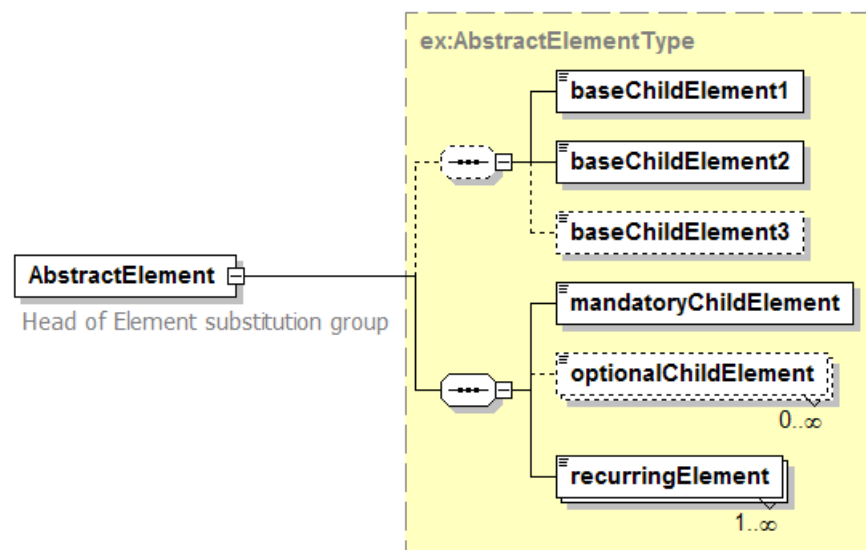 ex:AbstractElementType
baseChildElement1
baseChildElement2
baseChildElement3
AbstractElement
Head of Element substitution group
mandatoryChildElement
optionalChildElement
0..∞
recurringElement
1..∞